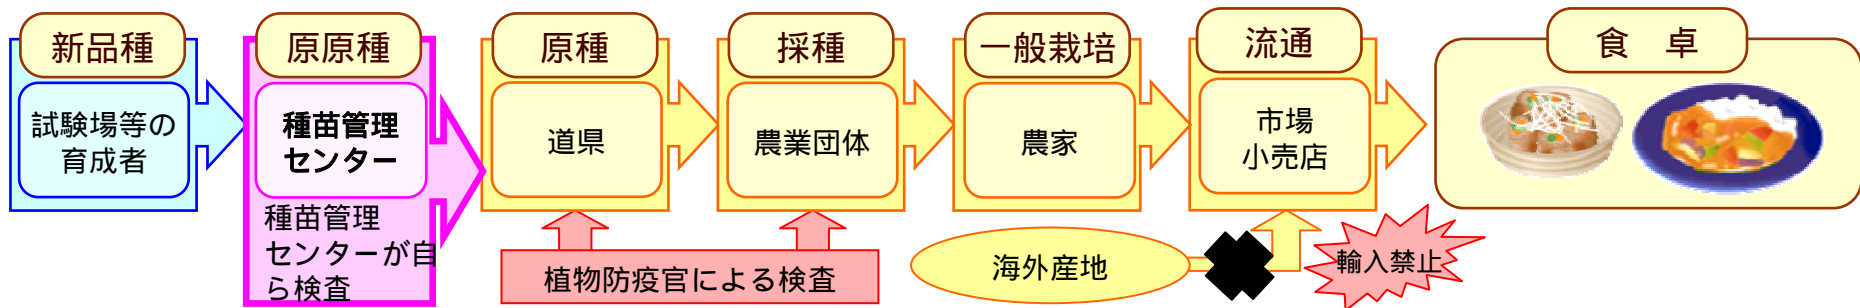 新品種
試験場等の
育成者
原原種
種苗管理
センター
種苗管理
センターが自
ら検査
原種
道県
採種
農業団体
植物防疫官による検査
一般栽培
農家
流通
市場
小売店
海外産地
輸入禁止
食 卓